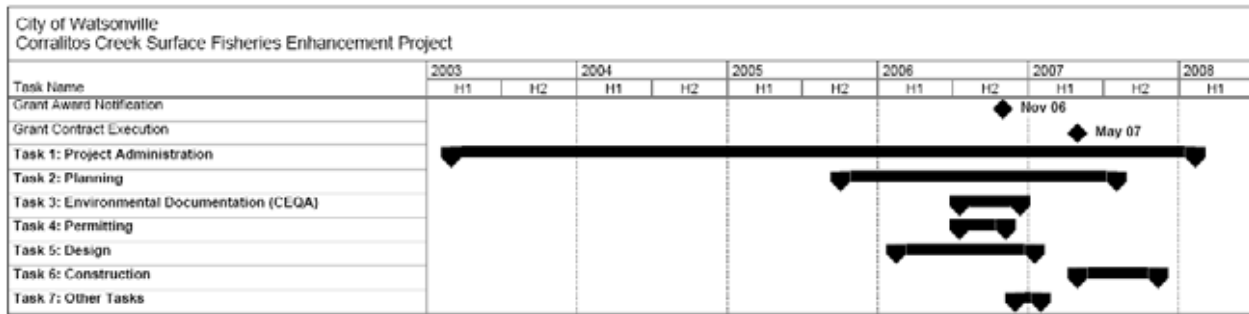 City of Watsonville
Corralitos Creek Surface Fisheries Enhancement Project
2003 2004 2005 2006 2007 2008
Task Name H1 H2 H1 H2 H1 H2 H1 H2 H1 H2 H1
Grant Award Notification Nov 06
Grant Contract Execution May 07
Task 1: Project Administration
Task 2: Planning
Task 3: Environmental Documentation (CEQA)
Task 4: Permitting
Task 5: Design
Task 6: Construction
Task 7: Other Tasks